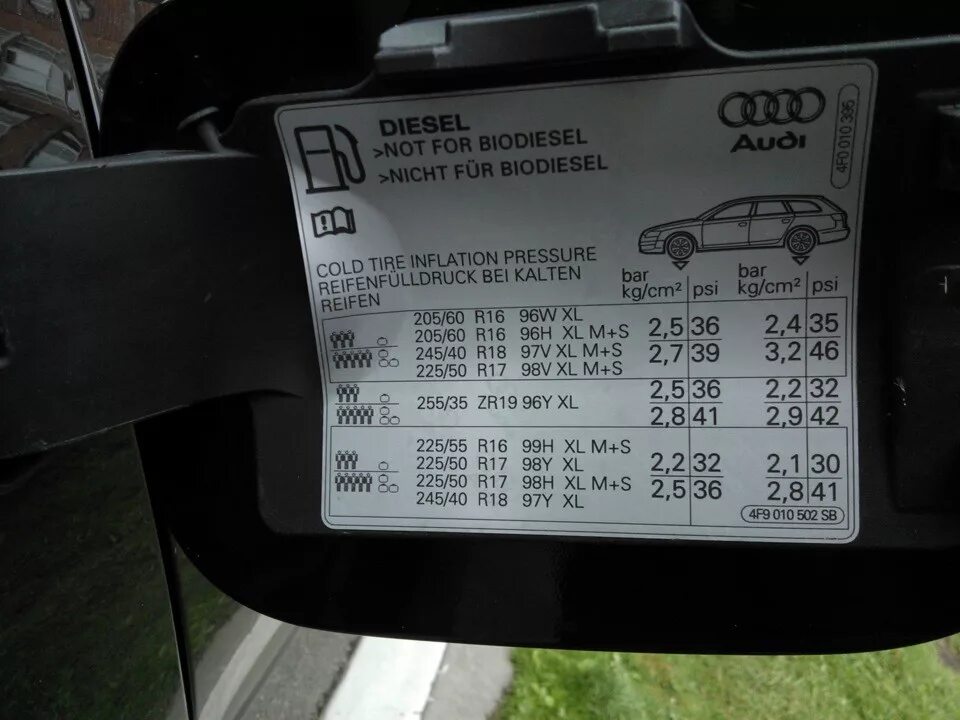 DIESEL
>NOT FOR BIODIESEL
>NICHT FÜR BIODIESEL
Audi
4F0 010 395
COLD TIRE INFLATION PRESSURE
REIFENFÜLLDRUCK BEI KALTEN
REIFEN
bar kg/cm² psi bar kg/cm² psi
205/60 R16 96W XL
205/60 R16 96H XL M+S 2,5 36 2,4 35
245/40 R18 97V XL M+S 2,7 39 3,2 46
225/50 R17 98V XL M+S
2,5 36 2,2 32
255/35 ZR19 96Y XL
2,8 41 2,9 42
225/55 R16 99H XL M+S
225/50 R17 98Y XL 2,2 32 2,1 30
225/50 R17 98H XL M+S 2,5 36 2,8 41
245/40 R18 97Y XL
4F9 010 502 SB